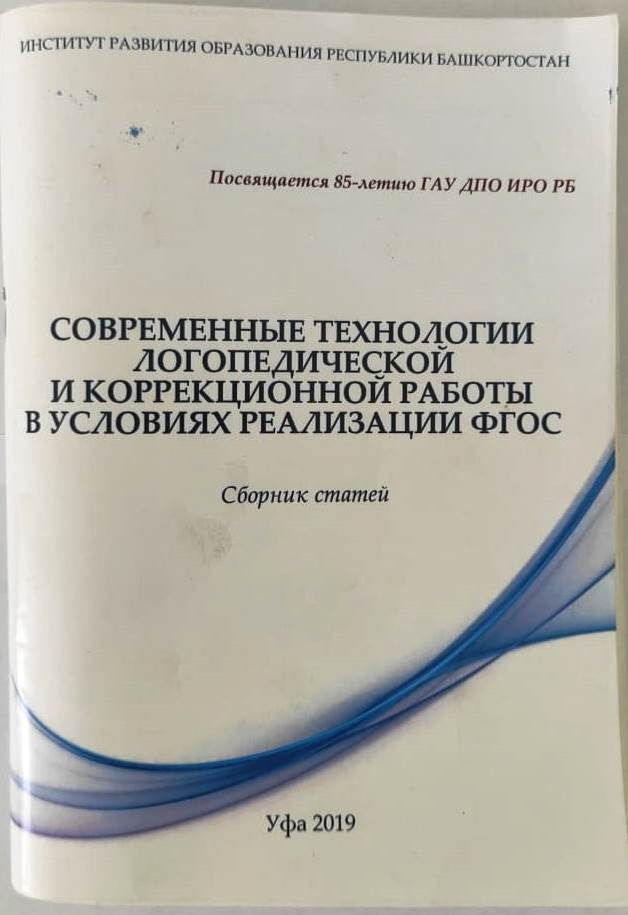 ИНСТИТУТ РАЗВИТИЯ ОБРАЗОВАНИЯ РЕСПУБЛИКИ БАШКОРТОСТАН
Посвящается 85-летию ГАУ ДПО ИРО РБ
СОВРЕМЕННЫЕ ТЕХНОЛОГИИ
ЛОГОПЕДИЧЕСКОЙ
И КОРРЕКЦИОННОЙ РАБОТЫ
В УСЛОВИЯХ РЕАЛИЗАЦИИ ФГОС
Сборник статей
Уфа 2019